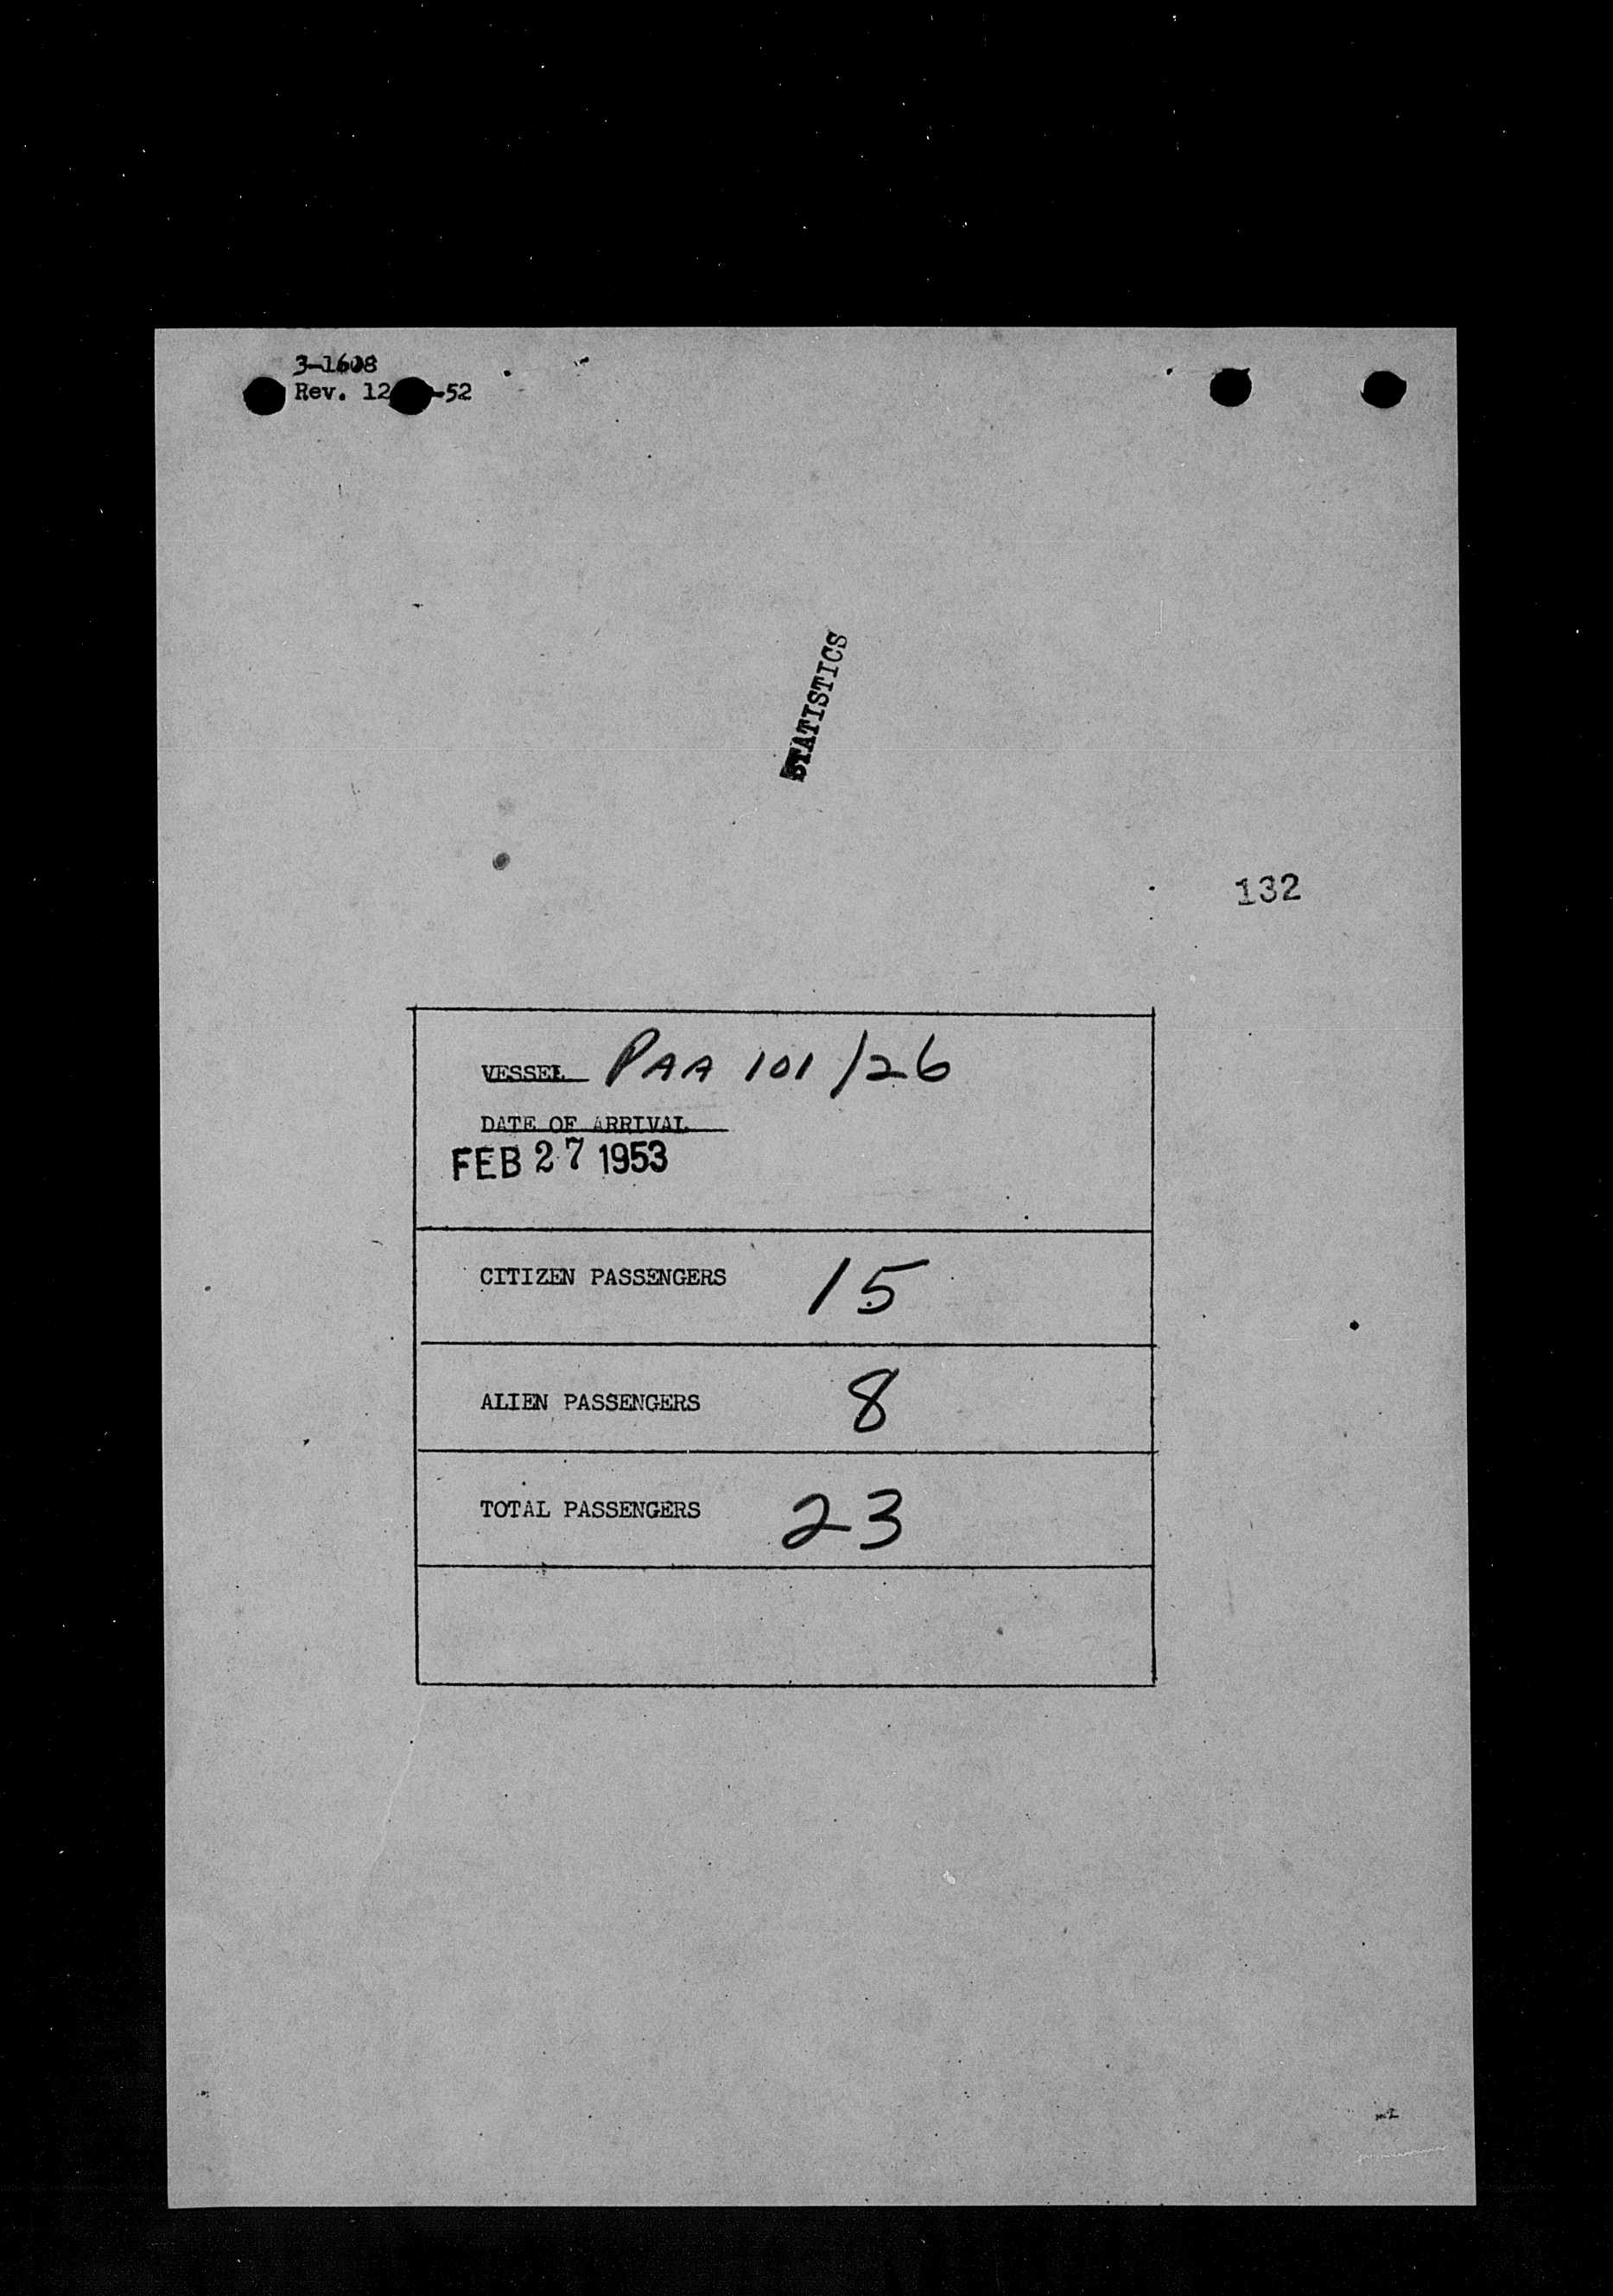 3-1608
Rev. 12 -52
STATISTICS
132
VESSEL PAA 101/26
DATE OF ARRIVAL
FEB 27 1953
CITIZEN PASSENGERS 15
ALIEN PASSENGERS 8
TOTAL PASSENGERS 23